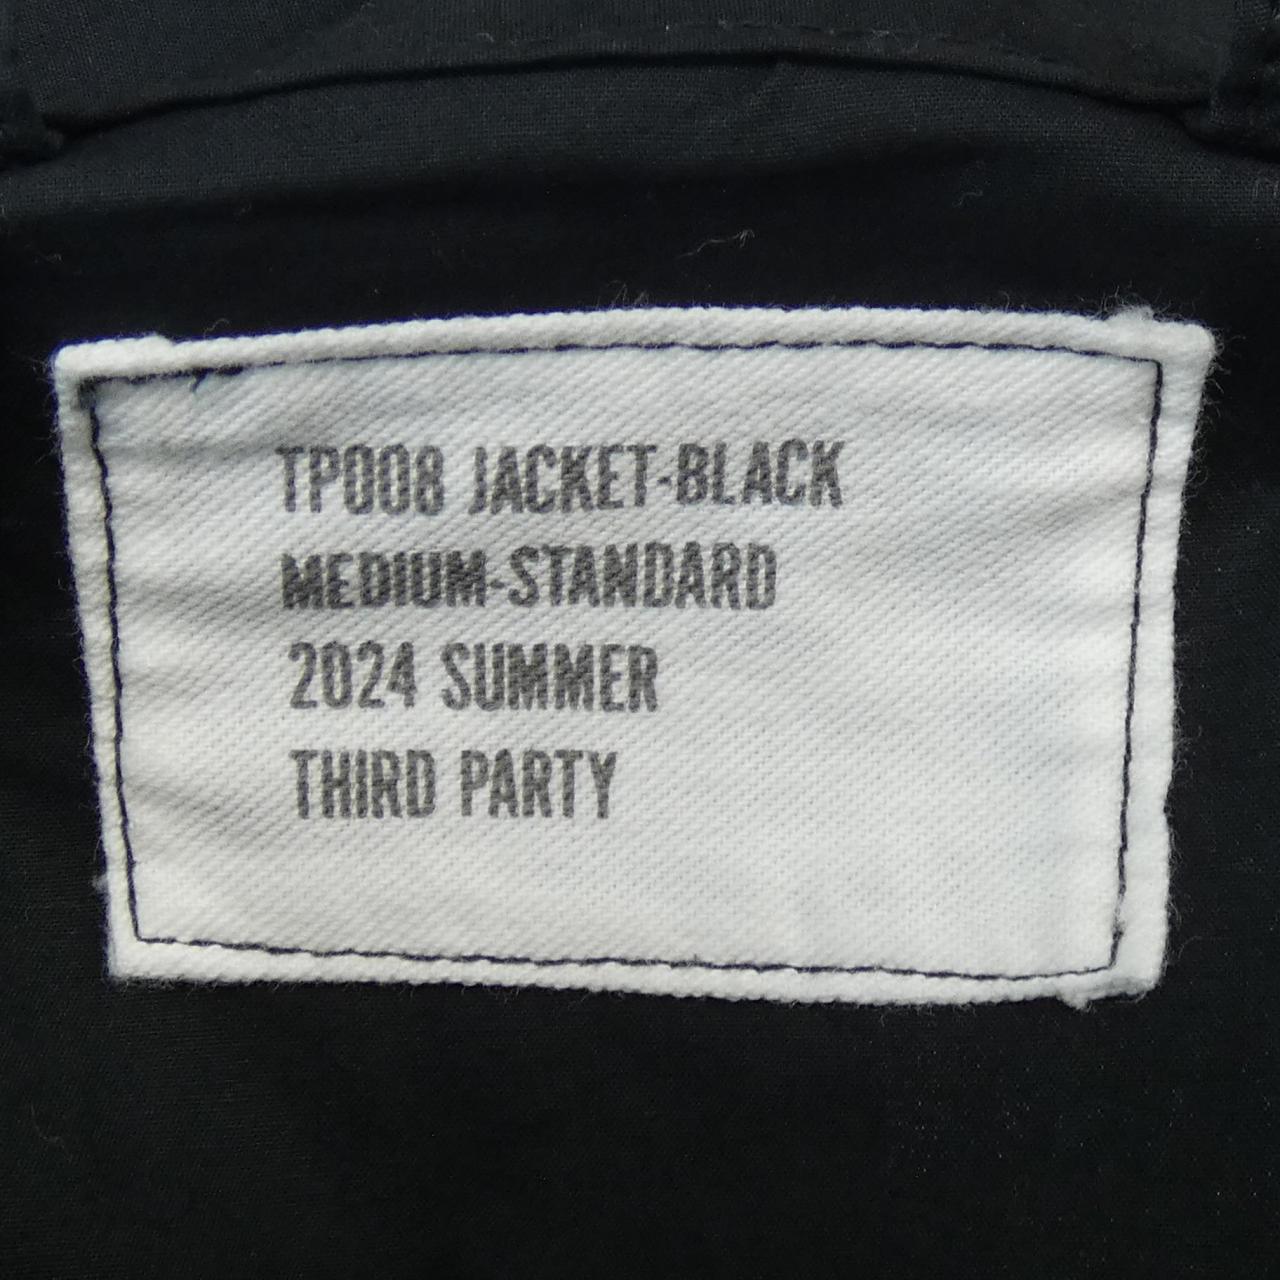 TP008 JACKET-BLACK
MEDIUM-STANDARD
2024 SUMMER
THIRD PARTY